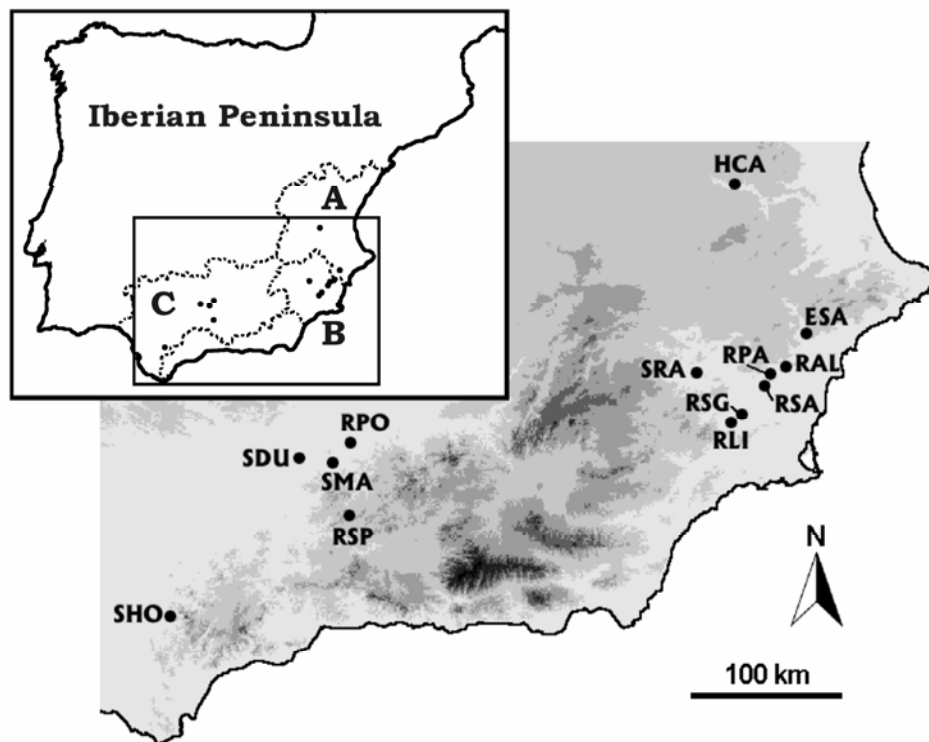 Iberian Peninsula
A
C
B
HCA
ESA
RPA
RAL
SRA
RSA
RSG
RLI
RPO
SDU
SMA
RSP
N
SHO
100 km